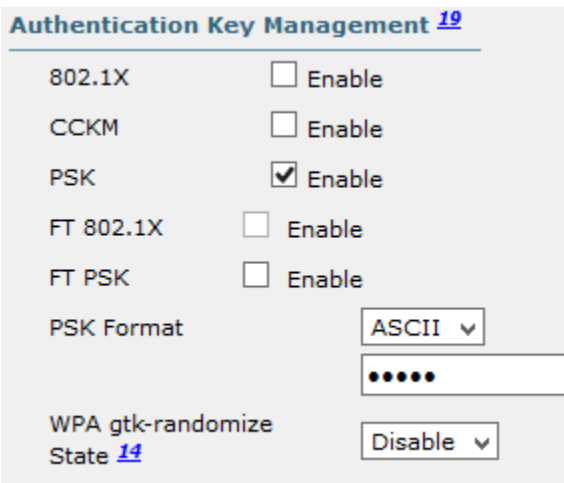 Authentication Key Management 19
802.1X Enable
CCKM Enable
PSK Enable
FT 802.1X Enable
FT PSK Enable
PSK Format ASCII
•••••
WPA gtk-randomize
State 14 Disable